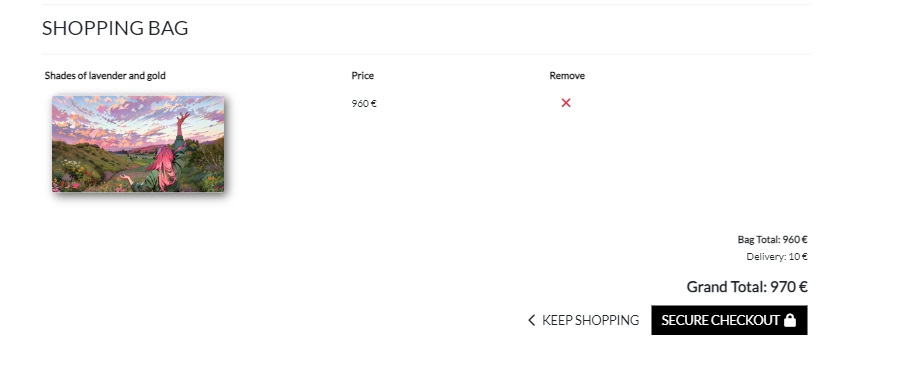 SHOPPING BAG
Shades of lavender and gold Price Remove
960 €
Bag Total: 960 €
Delivery: 10 €
Grand Total: 970 €
KEEP SHOPPING SECURE CHECKOUT